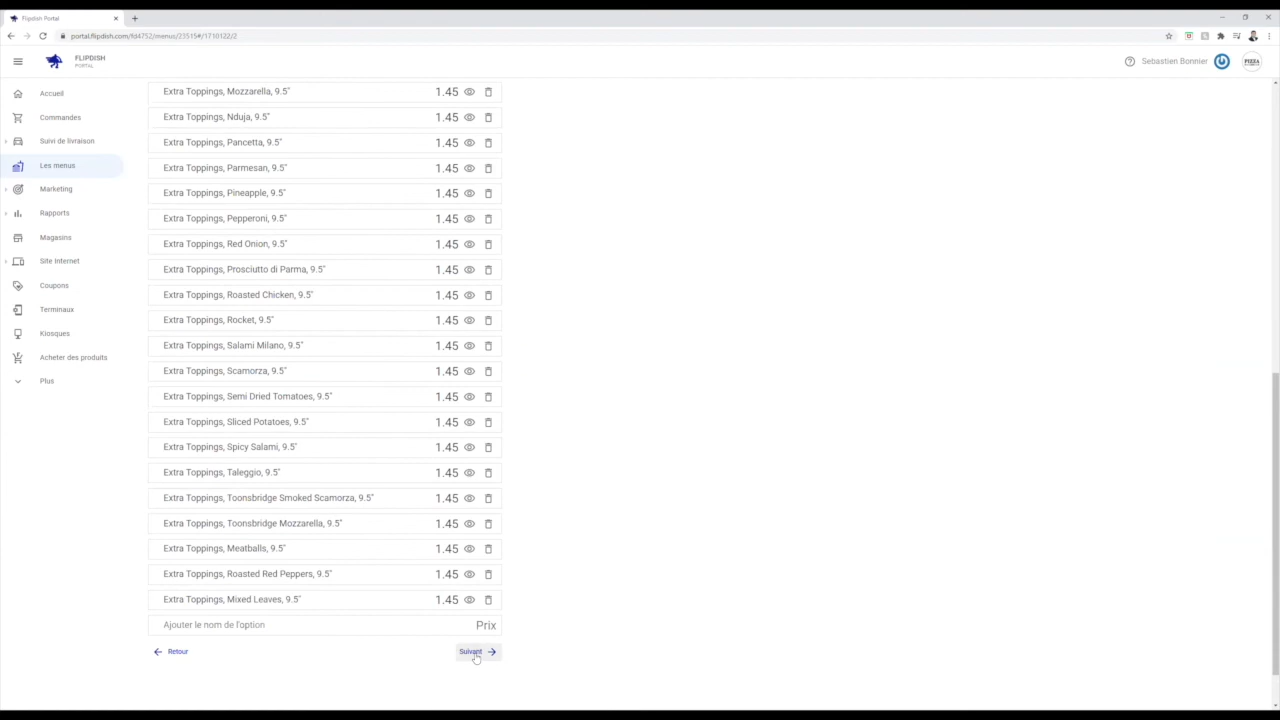 Flipdish Portal
portal.flipdish.com/fd4752/menus/23515#/1710122/2
FLIPDISH
PORTAL
Sebastien Bonnier
PIZZA
Accueil
Commandes
Suivi de livraison
Les menus
Marketing
Rapports
Magasins
Site Internet
Coupons
Terminaux
Kiosques
Acheter des produits
Plus
Extra Toppings, Mozzarella, 9.5" 1.45
Extra Toppings, Nduja, 9.5" 1.45
Extra Toppings, Pancetta, 9.5" 1.45
Extra Toppings, Parmesan, 9.5" 1.45
Extra Toppings, Pineapple, 9.5" 1.45
Extra Toppings, Pepperoni, 9.5" 1.45
Extra Toppings, Red Onion, 9.5" 1.45
Extra Toppings, Prosciutto di Parma, 9.5" 1.45
Extra Toppings, Roasted Chicken, 9.5" 1.45
Extra Toppings, Rocket, 9.5" 1.45
Extra Toppings, Salami Milano, 9.5" 1.45
Extra Toppings, Scamorza, 9.5" 1.45
Extra Toppings, Semi Dried Tomatoes, 9.5" 1.45
Extra Toppings, Sliced Potatoes, 9.5" 1.45
Extra Toppings, Spicy Salami, 9.5" 1.45
Extra Toppings, Taleggio, 9.5" 1.45
Extra Toppings, Toonsbridge Smoked Scamorza, 9.5" 1.45
Extra Toppings, Toonsbridge Mozzarella, 9.5" 1.45
Extra Toppings, Meatballs, 9.5" 1.45
Extra Toppings, Roasted Red Peppers, 9.5" 1.45
Extra Toppings, Mixed Leaves, 9.5" 1.45
Ajouter le nom de l'option Prix
Retour Suivant